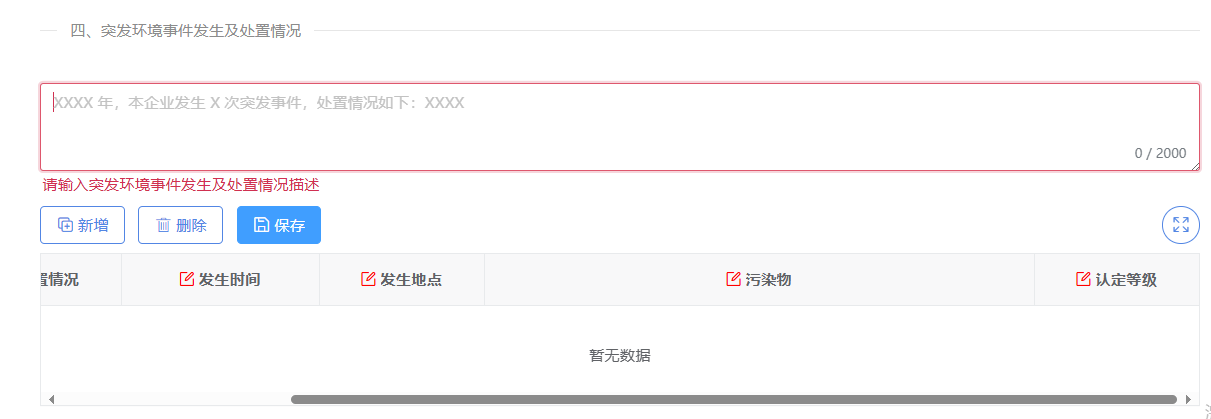 四、突发环境事件发生及处置情况
XXXX 年，本企业发生 X 次突发事件，处置情况如下：XXXX
0 / 2000
请输入突发环境事件发生及处置情况描述
新增 删除 保存
置情况 发生时间 发生地点 污染物 认定等级
暂无数据